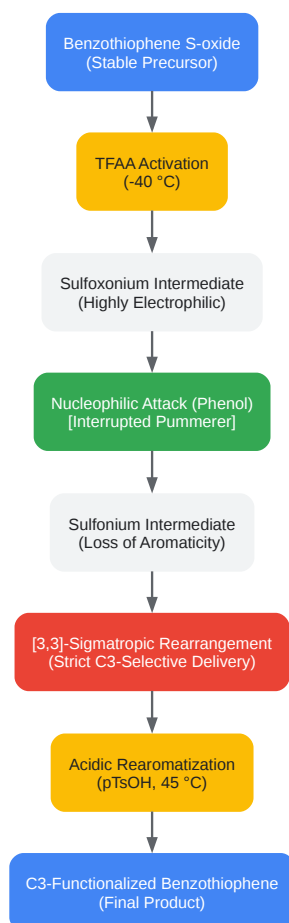 Benzothiophene S-oxide
(Stable Precursor)
TFAA Activation
(-40 °C)
Sulfoxonium Intermediate
(Highly Electrophilic)
Nucleophilic Attack (Phenol)
[Interrupted Pummerer]
Sulfonium Intermediate
(Loss of Aromaticity)
[3,3]-Sigmatropic Rearrangement
(Strict C3-Selective Delivery)
Acidic Rearomatization
(pTsOH, 45 °C)
C3-Functionalized Benzothiophene
(Final Product)